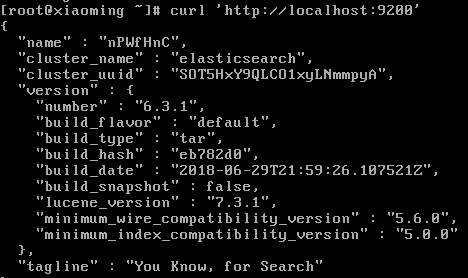 [root@xiaoming ~]# curl 'http://localhost:9200'
{
  "name" : "nPWfHnC",
  "cluster_name" : "elasticsearch",
  "cluster_uuid" : "SOT5HxY9QLCO1xyLNmmpyA",
  "version" : {
    "number" : "6.3.1",
    "build_flavor" : "default",
    "build_type" : "tar",
    "build_hash" : "eb782d0",
    "build_date" : "2018-06-29T21:59:26.107521Z",
    "build_snapshot" : false,
    "lucene_version" : "7.3.1",
    "minimum_wire_compatibility_version" : "5.6.0",
    "minimum_index_compatibility_version" : "5.0.0"
  },
  "tagline" : "You Know, for Search"